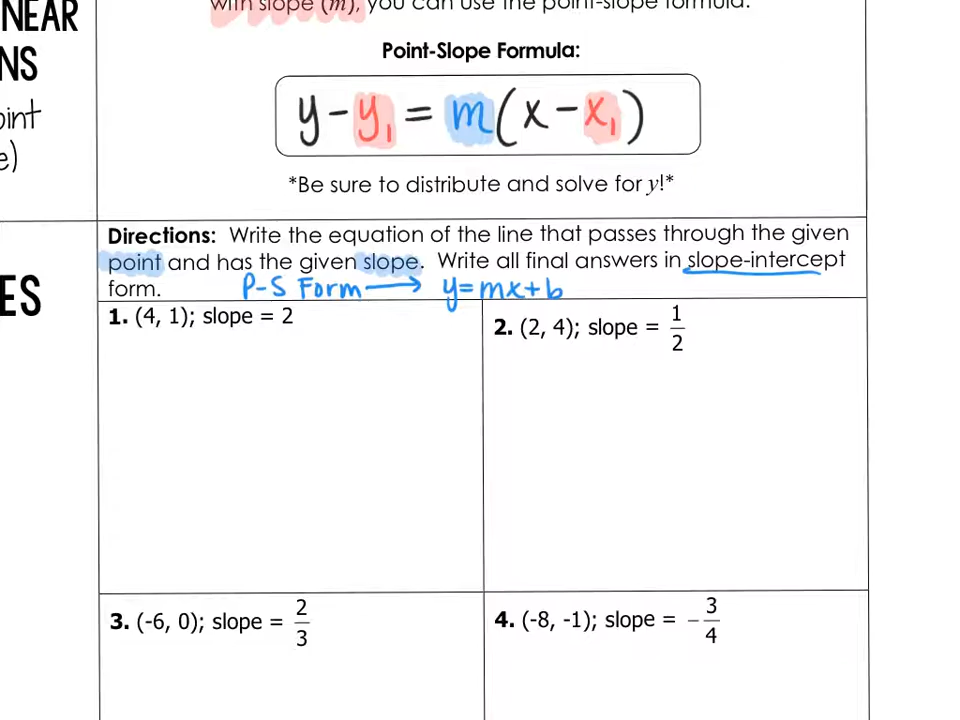 NEAR
NS
oint
e)
with slope (m), you can use the point-slope formula.
Point-Slope Formula:
y - y₁ = m(x - x₁)
*Be sure to distribute and solve for y!*
Directions: Write the equation of the line that passes through the given
point and has the given slope. Write all final answers in slope-intercept
form. P-S Form → y=mx+b
ES
1. (4, 1); slope = 2
2. (2, 4); slope = 1/2
3. (-6, 0); slope = 2/3
4. (-8, -1); slope = -3/4